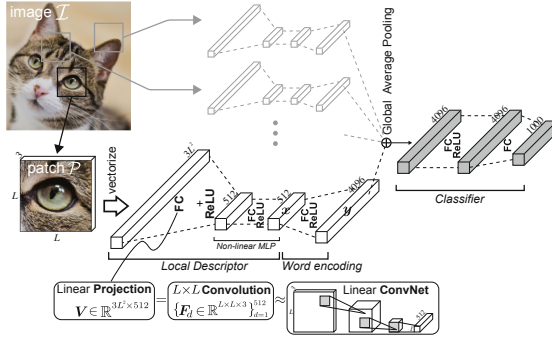 image I
Global Average Pooling
patch P
3
L
L
vectorize
3L²
FC
+
ReLU
512
FC
ReLU
512
x
FC
ReLU
4096
y
4096
FC
ReLU
4096
FC
1000
Classifier
Non-linear MLP
Local Descriptor
Word encoding
Linear Projection
V ∈ ℝ^{3L²×512}
=
L×L Convolution
{F_d ∈ ℝ^{L×L×3}}_{d=1}^{512}
≈
Linear ConvNet
L
512